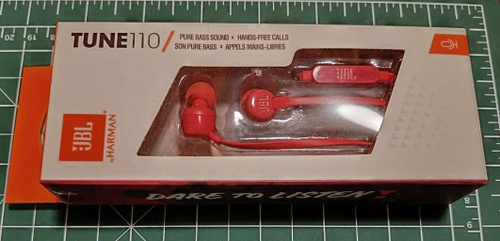 TUNE110
PURE BASS SOUND × HANDS-FREE CALLS
SON PURE BASS × APPELS MAINS-LIBRES
JBL
JBL
JBL
by HARMAN
DARE TO LISTEN